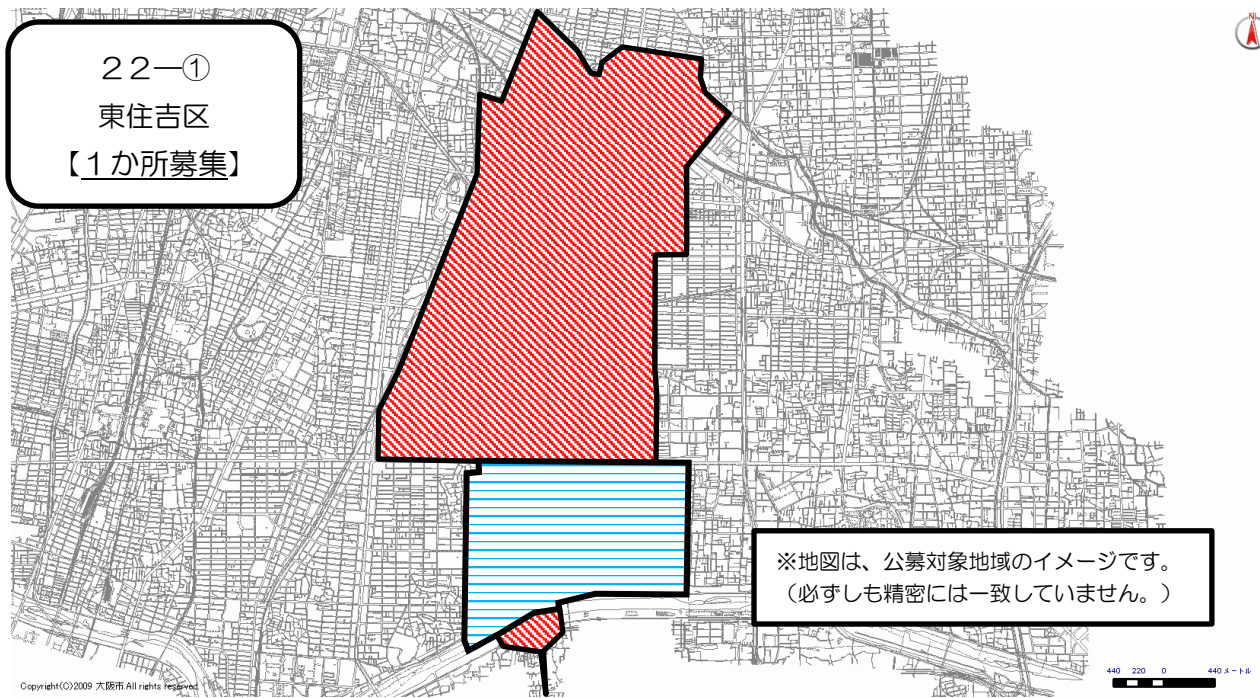 22―①
東住吉区
【１か所募集】
N
※地図は、公募対象地域のイメージです。
（必ずしも精密には一致していません。）
440 220 0 440 メートル
Copyright(C)2009 大阪市 All rights reserved.